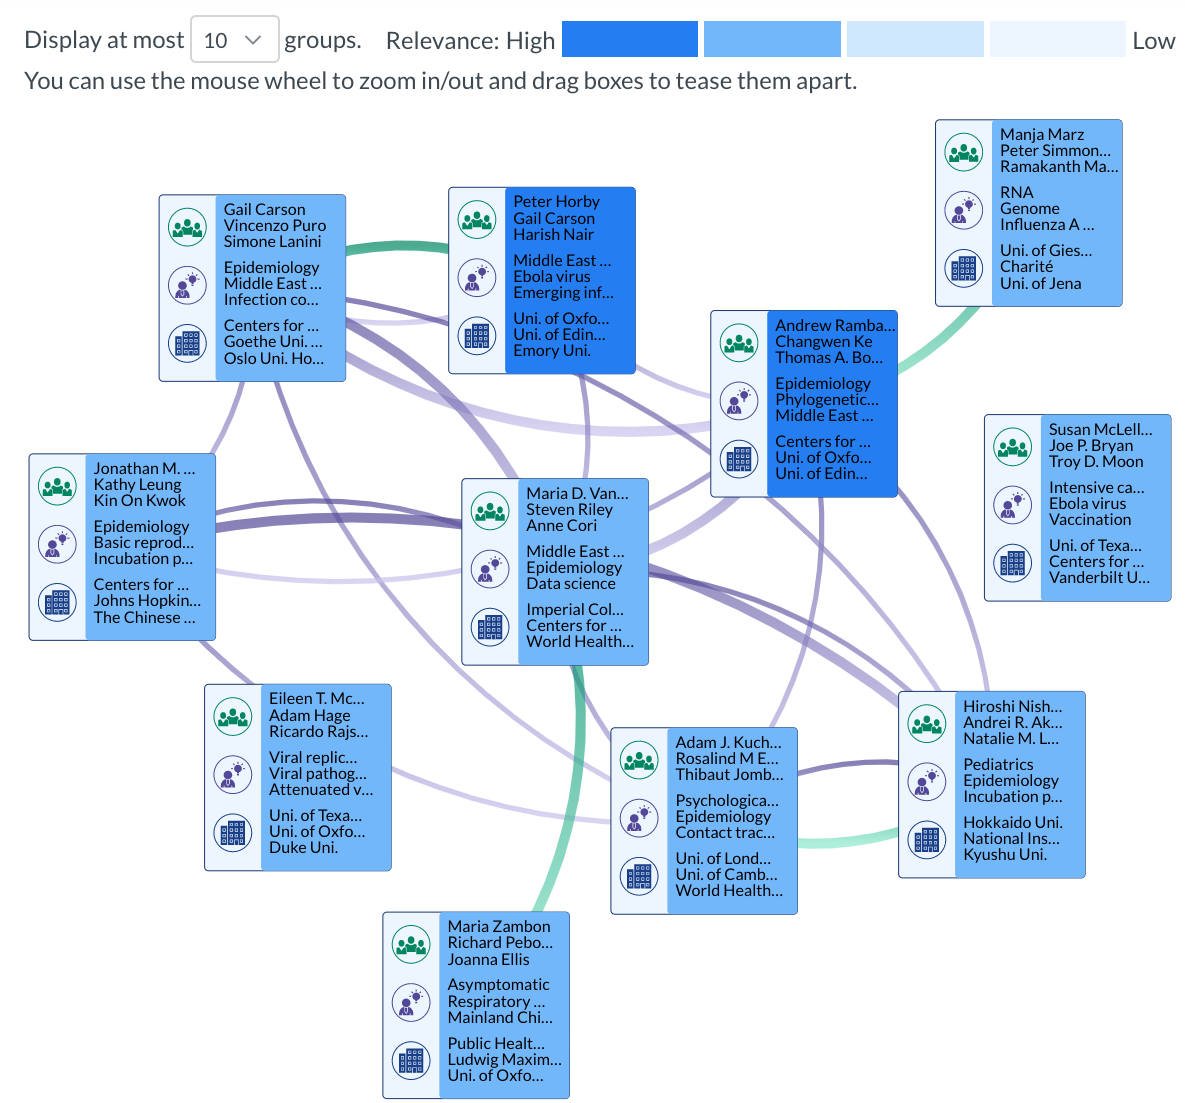 Display at most 10 groups. Relevance: High Low
You can use the mouse wheel to zoom in/out and drag boxes to tease them apart.
Manja Marz
Peter Simmon...
Ramakanth Ma...
RNA
Genome
Influenza A ...
Uni. of Gies...
Charité
Uni. of Jena
Gail Carson
Vincenzo Puro
Simone Lanini
Epidemiology
Middle East ...
Infection co...
Centers for ...
Goethe Uni. ...
Oslo Uni. Ho...
Peter Horby
Gail Carson
Harish Nair
Middle East ...
Ebola virus
Emerging inf...
Uni. of Oxfo...
Uni. of Edin...
Emory Uni.
Andrew Ramba...
Changwen Ke
Thomas A. Bo...
Epidemiology
Phylogenetic...
Middle East ...
Centers for ...
Uni. of Oxfo...
Uni. of Edin...
Susan McLell...
Joe P. Bryan
Troy D. Moon
Intensive ca...
Ebola virus
Vaccination
Uni. of Texa...
Centers for ...
Vanderbilt U...
Jonathan M. ...
Kathy Leung
Kin On Kwok
Epidemiology
Basic reprod...
Incubation p...
Centers for ...
Johns Hopkin...
The Chinese ...
Maria D. Van...
Steven Riley
Anne Cori
Middle East ...
Epidemiology
Data science
Imperial Col...
Centers for ...
World Health...
Eileen T. Mc...
Adam Hage
Ricardo Rajs...
Viral replic...
Viral pathog...
Attenuated v...
Uni. of Texa...
Uni. of Oxfo...
Duke Uni.
Adam J. Kuch...
Rosalind M E...
Thibaut Jomb...
Psychologica...
Epidemiology
Contact trac...
Uni. of Lond...
Uni. of Camb...
World Health...
Hiroshi Nish...
Andrei R. Ak...
Natalie M. L...
Pediatrics
Epidemiology
Incubation p...
Hokkaido Uni.
National Ins...
Kyushu Uni.
Maria Zambon
Richard Pebo...
Joanna Ellis
Asymptomatic
Respiratory ...
Mainland Chi...
Public Healt...
Ludwig Maxim...
Uni. of Oxfo...